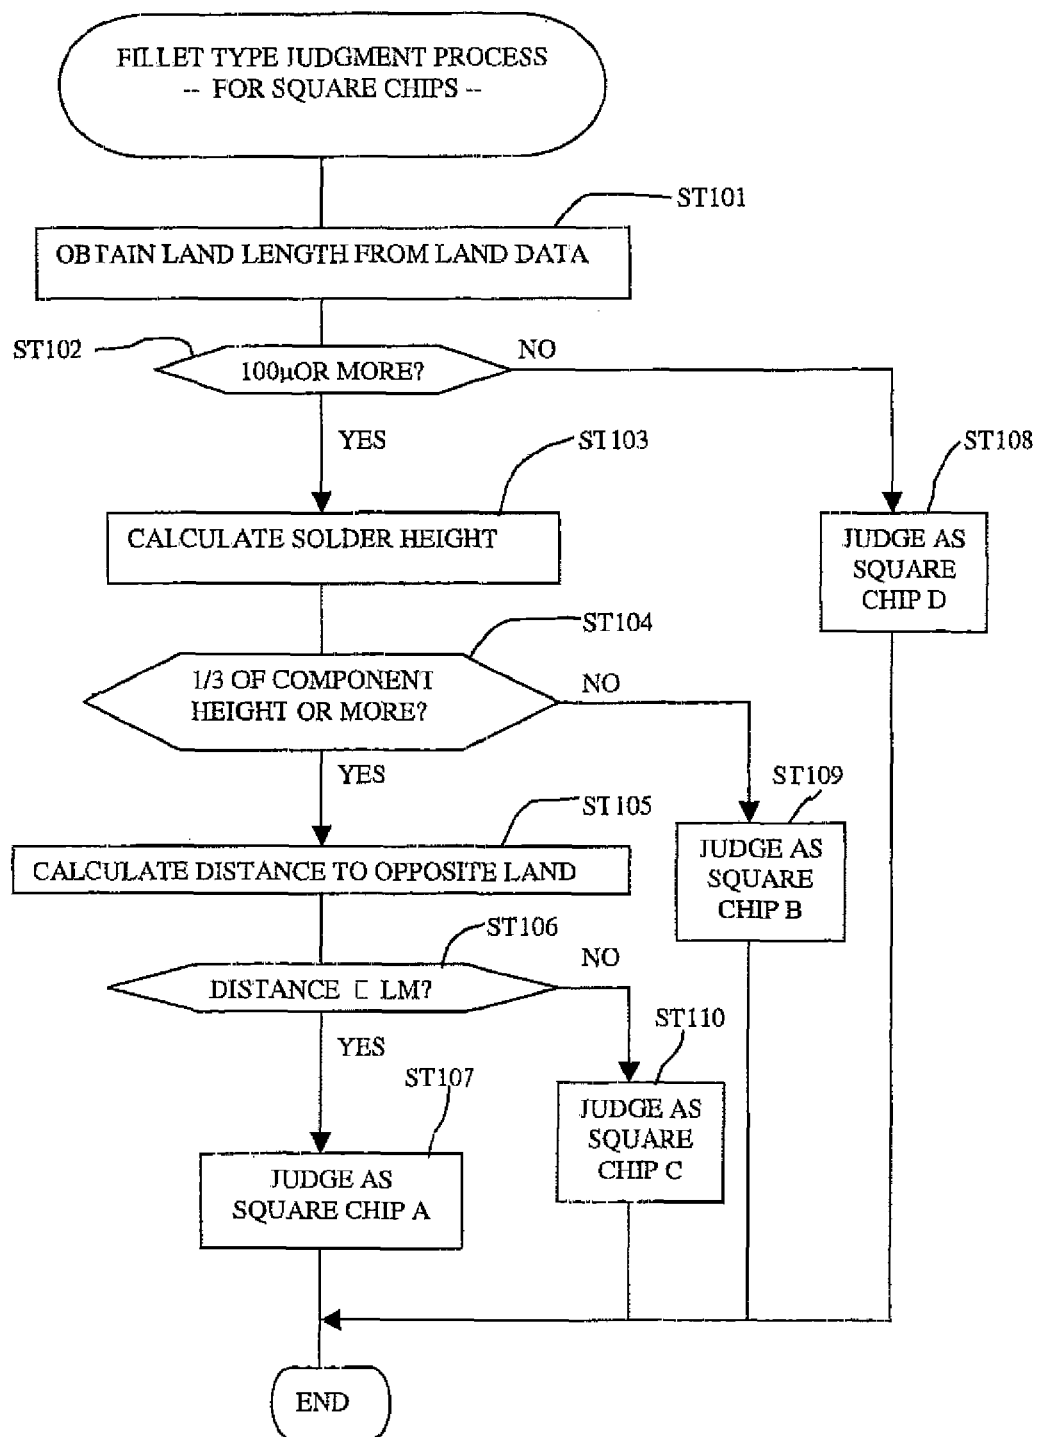 FILLET TYPE JUDGMENT PROCESS
-- FOR SQUARE CHIPS --
ST101
OBTAIN LAND LENGTH FROM LAND DATA
ST102
100µOR MORE?
NO
YES
ST103
ST108
CALCULATE SOLDER HEIGHT
JUDGE AS
SQUARE
CHIP D
ST104
1/3 OF COMPONENT
HEIGHT OR MORE?
NO
YES
ST109
ST105
JUDGE AS
SQUARE
CHIP B
CALCULATE DISTANCE TO OPPOSITE LAND
ST106
NO
DISTANCE □ LM?
ST110
YES
ST107
JUDGE AS
SQUARE
CHIP C
JUDGE AS
SQUARE CHIP A
END